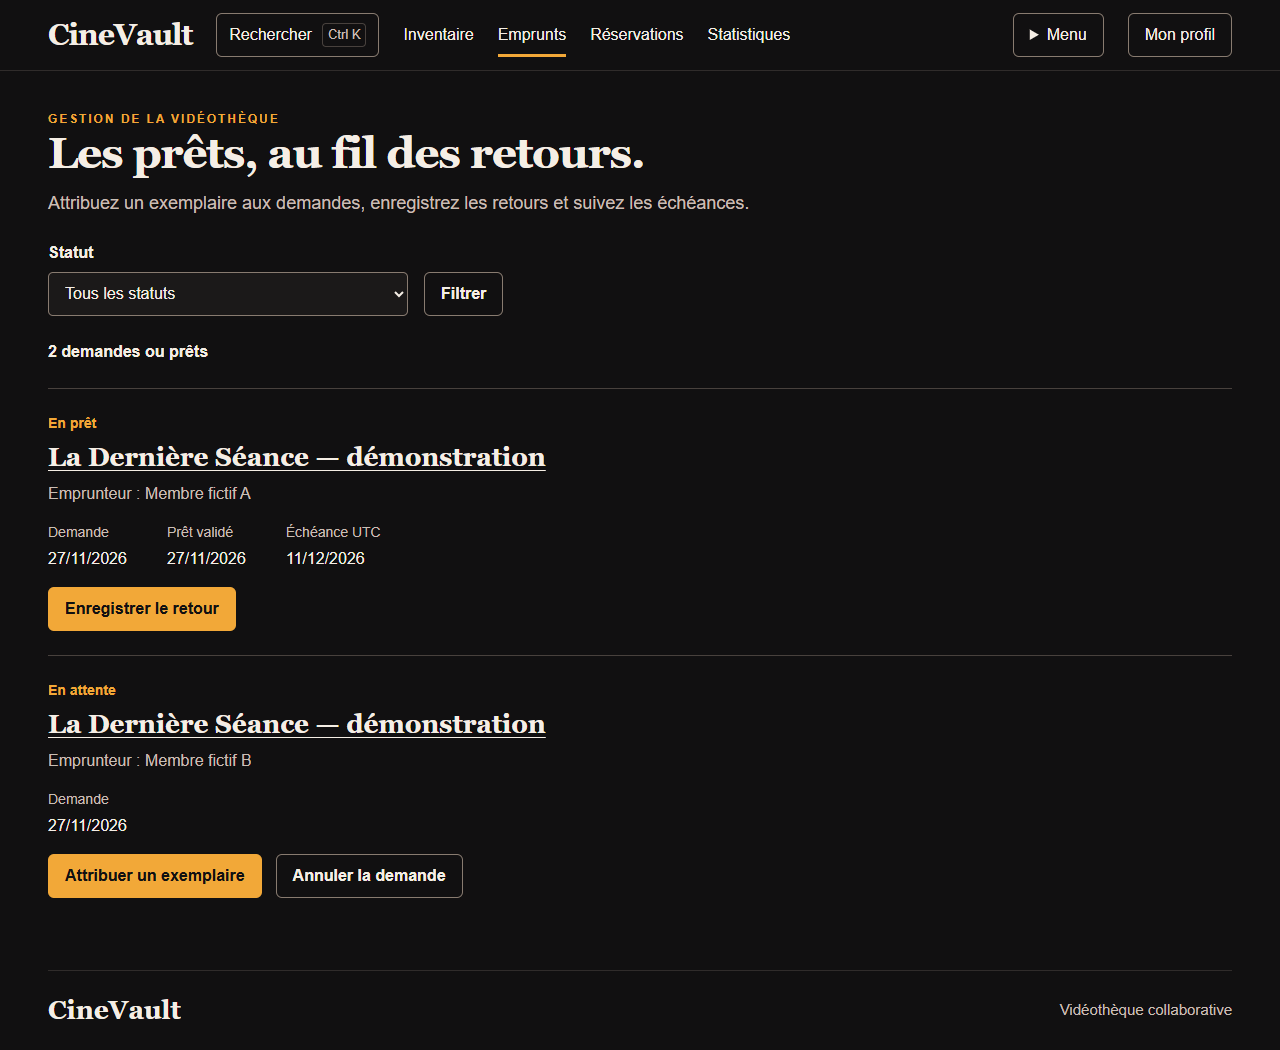 CineVault
Rechercher Ctrl K
Inventaire
Emprunts
Réservations
Statistiques
▶ Menu
Mon profil
GESTION DE LA VIDÉOTHÈQUE
Les prêts, au fil des retours.
Attribuez un exemplaire aux demandes, enregistrez les retours et suivez les échéances.
Statut
Tous les statuts
Filtrer
2 demandes ou prêts
En prêt
La Dernière Séance — démonstration
Emprunteur : Membre fictif A
Demande Prêt validé Échéance UTC
27/11/2026 27/11/2026 11/12/2026
Enregistrer le retour
En attente
La Dernière Séance — démonstration
Emprunteur : Membre fictif B
Demande
27/11/2026
Attribuer un exemplaire
Annuler la demande
CineVault
Vidéothèque collaborative